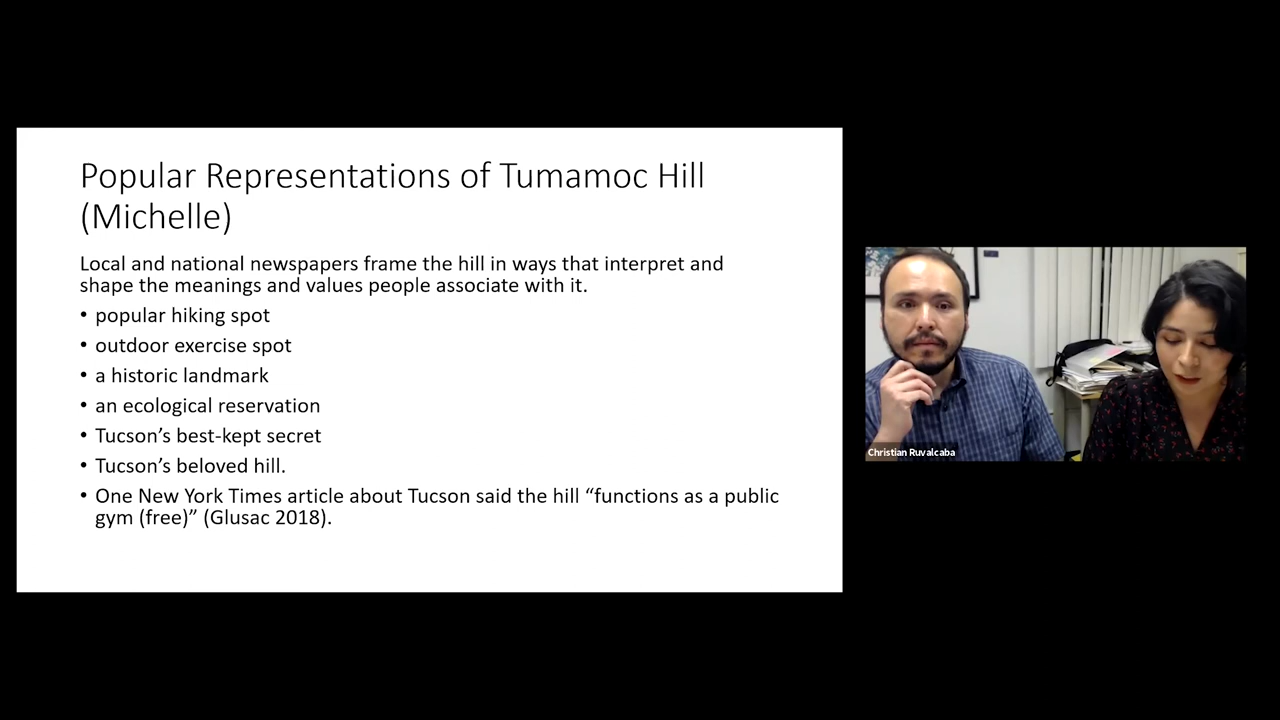 Popular Representations of Tumamoc Hill
(Michelle)
Local and national newspapers frame the hill in ways that interpret and
shape the meanings and values people associate with it.
• popular hiking spot
• outdoor exercise spot
• a historic landmark
• an ecological reservation
• Tucson’s best-kept secret
• Tucson’s beloved hill.
• One New York Times article about Tucson said the hill “functions as a public
gym (free)” (Glusac 2018).
Christian Ruvalcaba